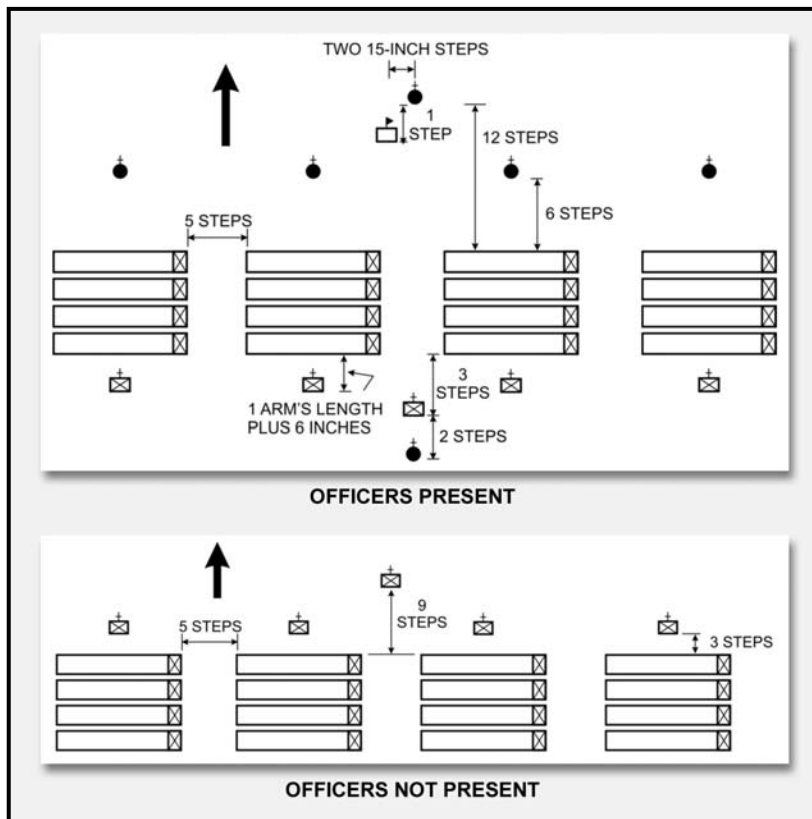 TWO 15-INCH STEPS
1
STEP
12 STEPS
6 STEPS
5 STEPS
3
STEPS
1 ARM'S LENGTH
PLUS 6 INCHES
2 STEPS
OFFICERS PRESENT
9
STEPS
5 STEPS
3 STEPS
OFFICERS NOT PRESENT